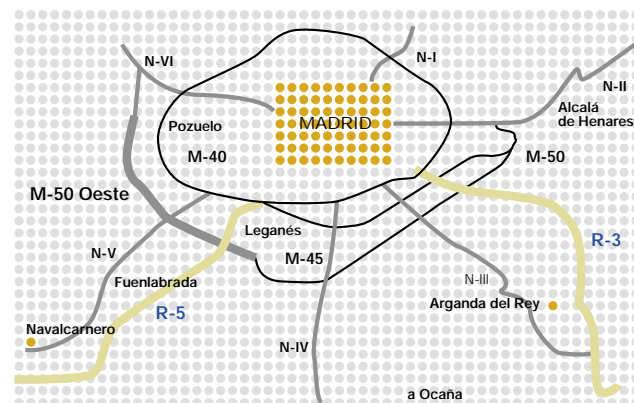 N-VI
N-I
N-II
Alcalá
de Henares
Pozuelo
MADRID
M-40
M-50
M-50 Oeste
Leganés
R-3
N-V
M-45
Fuenlabrada
N-III
Arganda del Rey
R-5
Navalcarnero
N-IV
a Ocaña